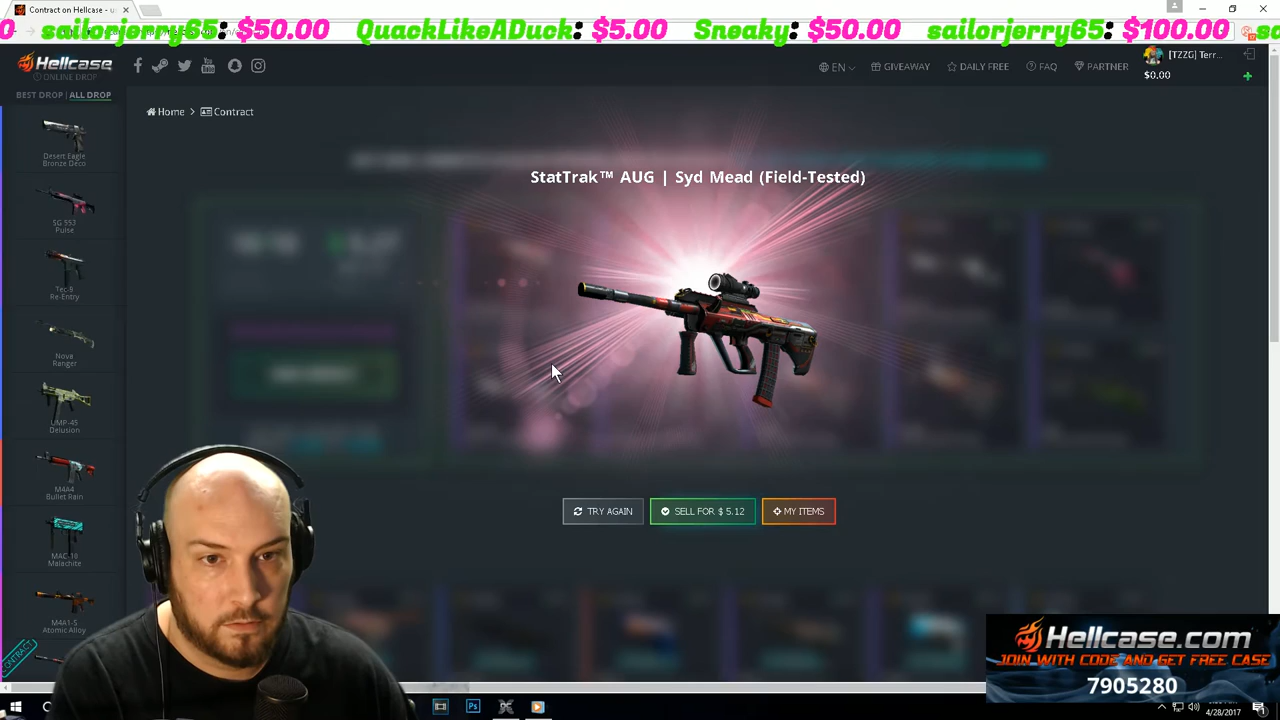 Contract on Hellcase - u
sailorjerry65: $50.00 QuackLikeADuck: $5.00 Sneaky: $50.00 sailorjerry65: $100.00
Hellcase
ONLINE DROP
EN
GIVEAWAY
DAILY FREE
FAQ
PARTNER
[TZZG] Terr...
$0.00
BEST DROP | ALL DROP
Home > Contract
Desert Eagle
Bronze Deco
SG 553
Pulse
Tec-9
Re-Entry
Nova
Ranger
UMP-45
Delusion
M4A4
Bullet Rain
MAC-10
Malachite
M4A1-S
Atomic Alloy
CONTRACT
StatTrak™ AUG | Syd Mead (Field-Tested)
TRY AGAIN
SELL FOR $ 5.12
MY ITEMS
Hellcase.com
JOIN WITH CODE AND GET FREE CASE
7905280
4/28/2017